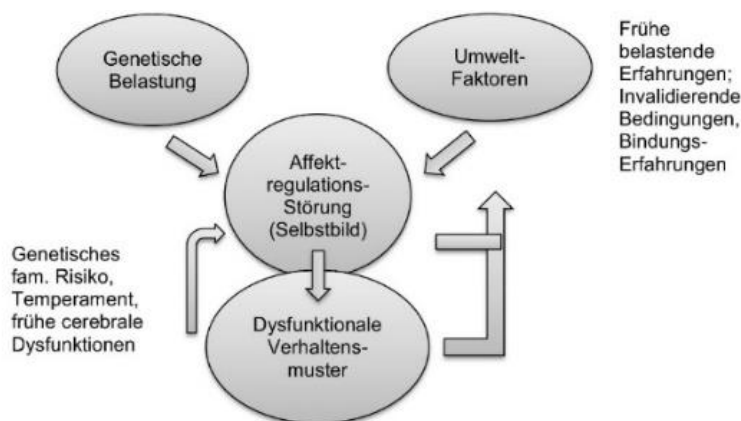 Genetische
Belastung
Umwelt-
Faktoren
Frühe
belastende
Erfahrungen;
Invalidierende
Bedingungen,
Bindungs-
Erfahrungen
Affekt-
regulations-
Störung
(Selbstbild)
Genetisches
fam. Risiko,
Temperament,
frühe cerebrale
Dysfunktionen
Dysfunktionale
Verhaltens-
muster